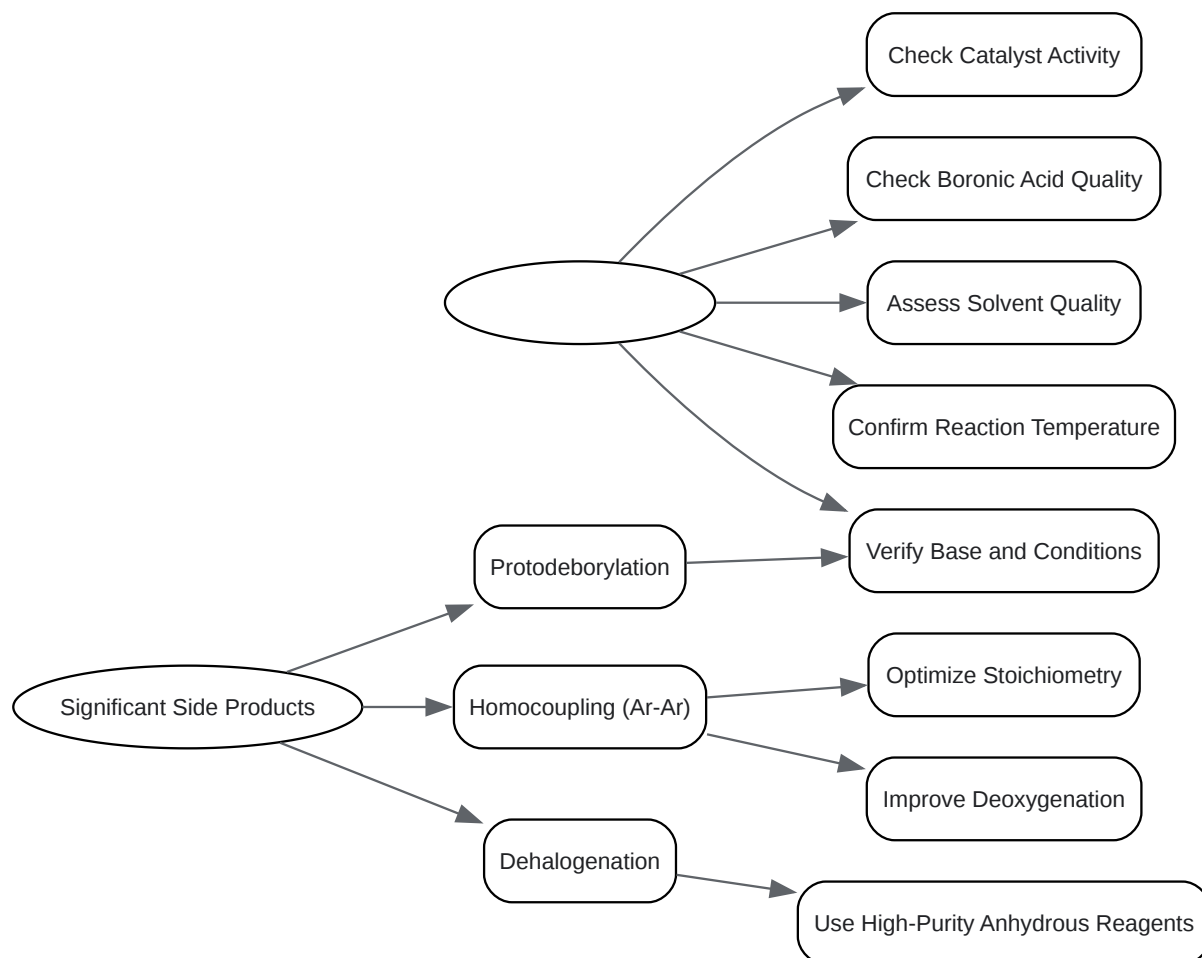 Check Catalyst Activity
Check Boronic Acid Quality
Assess Solvent Quality
Confirm Reaction Temperature
Verify Base and Conditions
Protodeborylation
Optimize Stoichiometry
Significant Side Products
Homocoupling (Ar-Ar)
Improve Deoxygenation
Dehalogenation
Use High-Purity Anhydrous Reagents